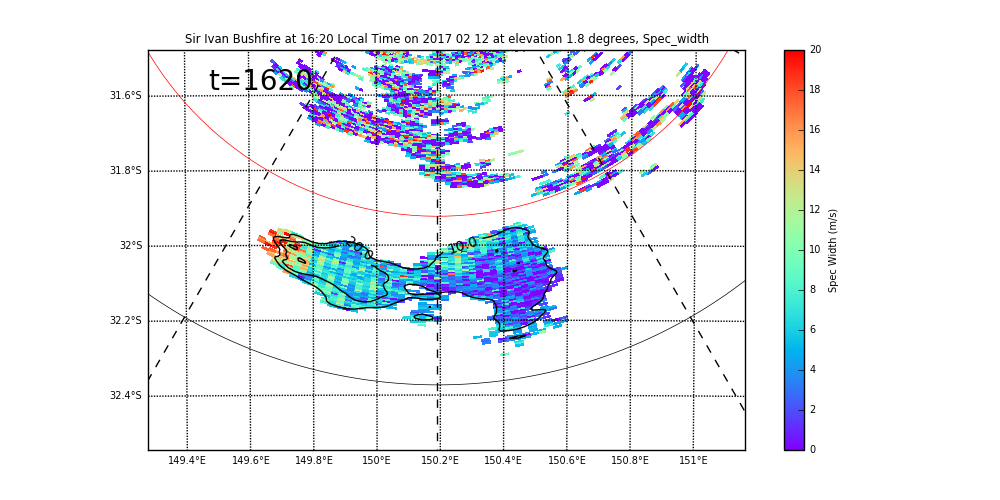 Sir Ivan Bushfire at 16:20 Local Time on 2017 02 12 at elevation 1.8 degrees, Spec_width
t=1620
31.6°S
31.8°S
32°S
32.2°S
32.4°S
10.0
149.4°E 149.6°E 149.8°E 150°E 150.2°E 150.4°E 150.6°E 150.8°E 151°E
20
18
16
14
12
10
8
6
4
2
0
Spec Width (m/s)